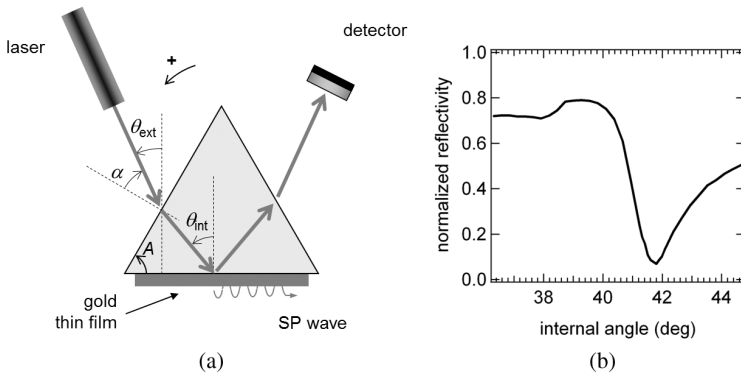 laser
detector
+
θext
α
θint
A
gold
thin film
SP wave
(a)
1.0
0.8
0.6
0.4
0.2
0.0
normalized reflectivity
38
40
42
44
internal angle (deg)
(b)